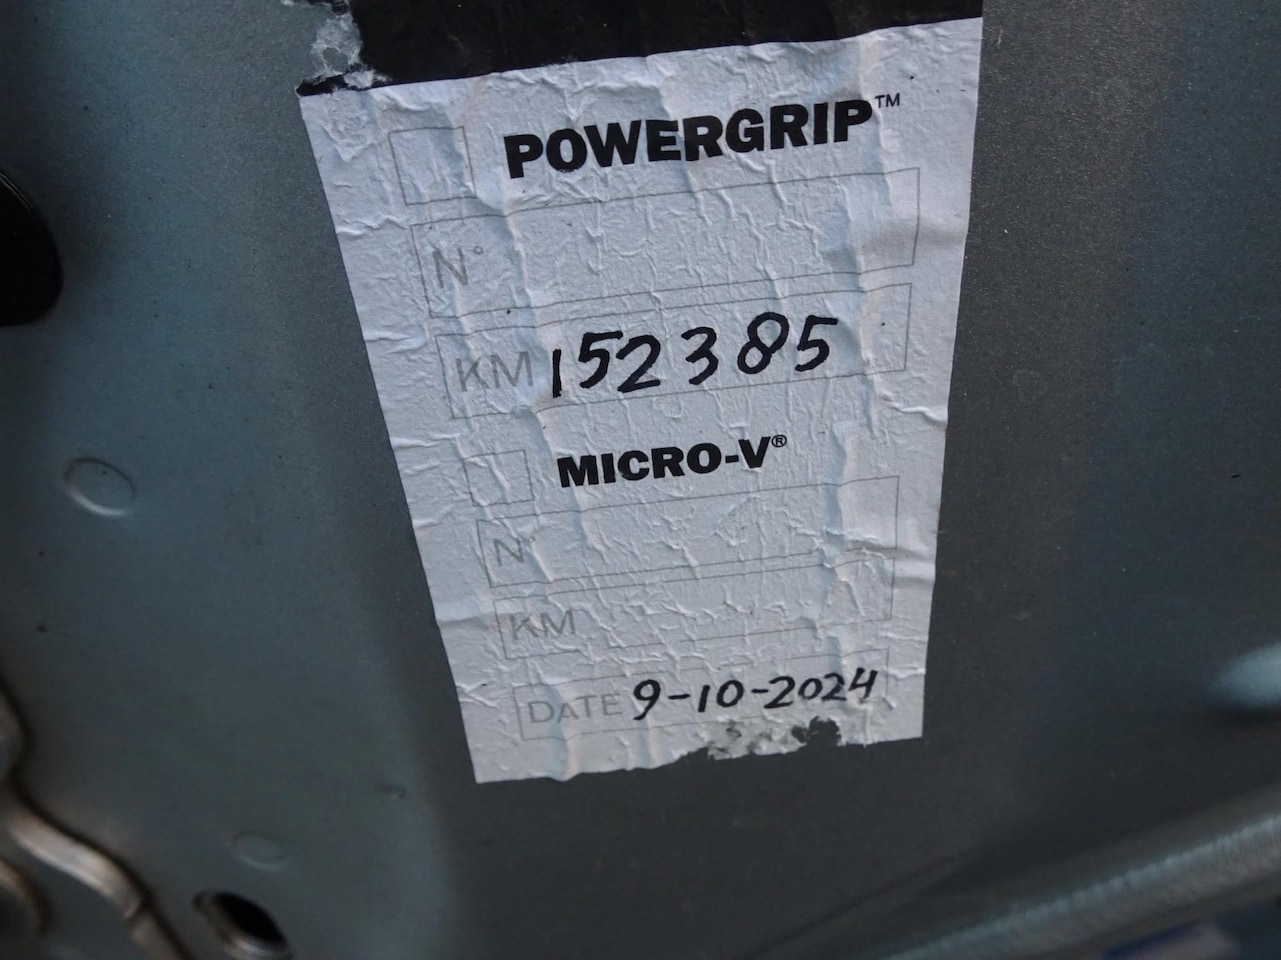 POWERGRIP™
N°
KM 152385
MICRO-V®
N°
KM
DATE 9-10-2024